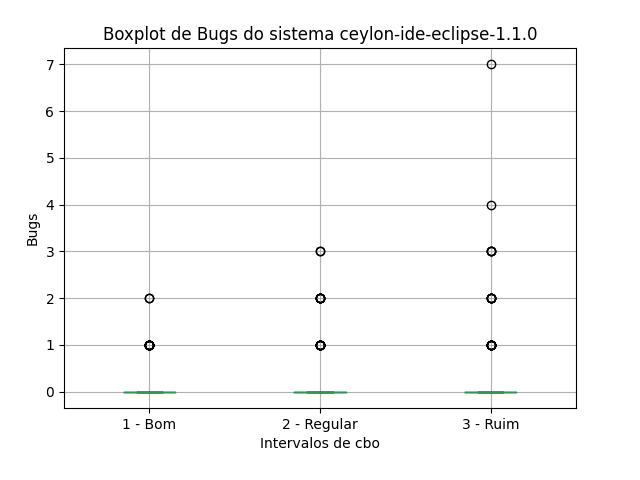 Boxplot de Bugs do sistema ceylon-ide-eclipse-1.1.0
7
6
5
4
3
2
1
0
Bugs
1 - Bom
2 - Regular
3 - Ruim
Intervalos de cbo